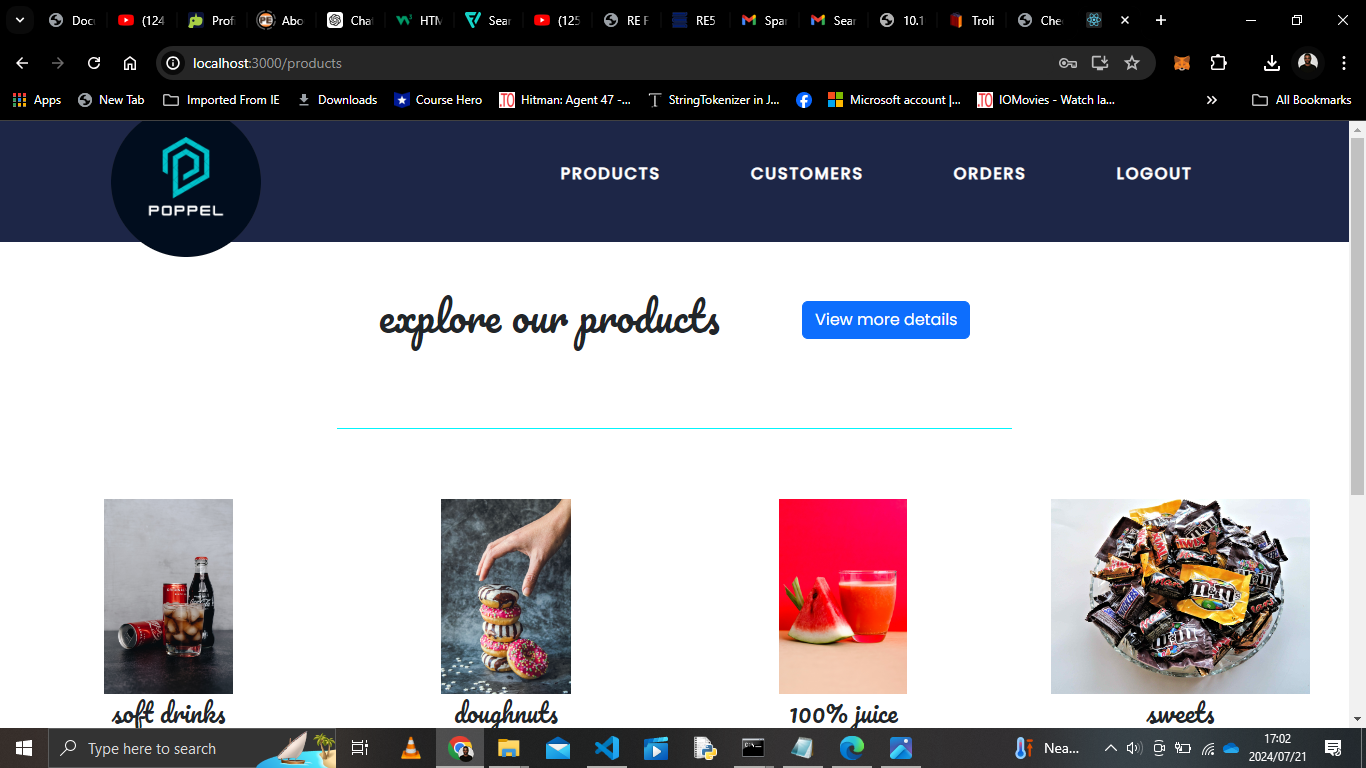 Doc
(124
Profi
Abo
Chat
HTM
Sear
(125
RE F
RE5
Spa
Sear
10.1
Troli
Che
localhost:3000/products
Apps
New Tab
Imported From IE
Downloads
Course Hero
Hitman: Agent 47 -...
StringTokenizer in J...
Microsoft account |...
IOMovies - Watch la...
All Bookmarks
POPPEL
PRODUCTS
CUSTOMERS
ORDERS
LOGOUT
explore our products
View more details
soft drinks
doughnuts
100% juice
sweets
Type here to search
Nea...
17:02
2024/07/21